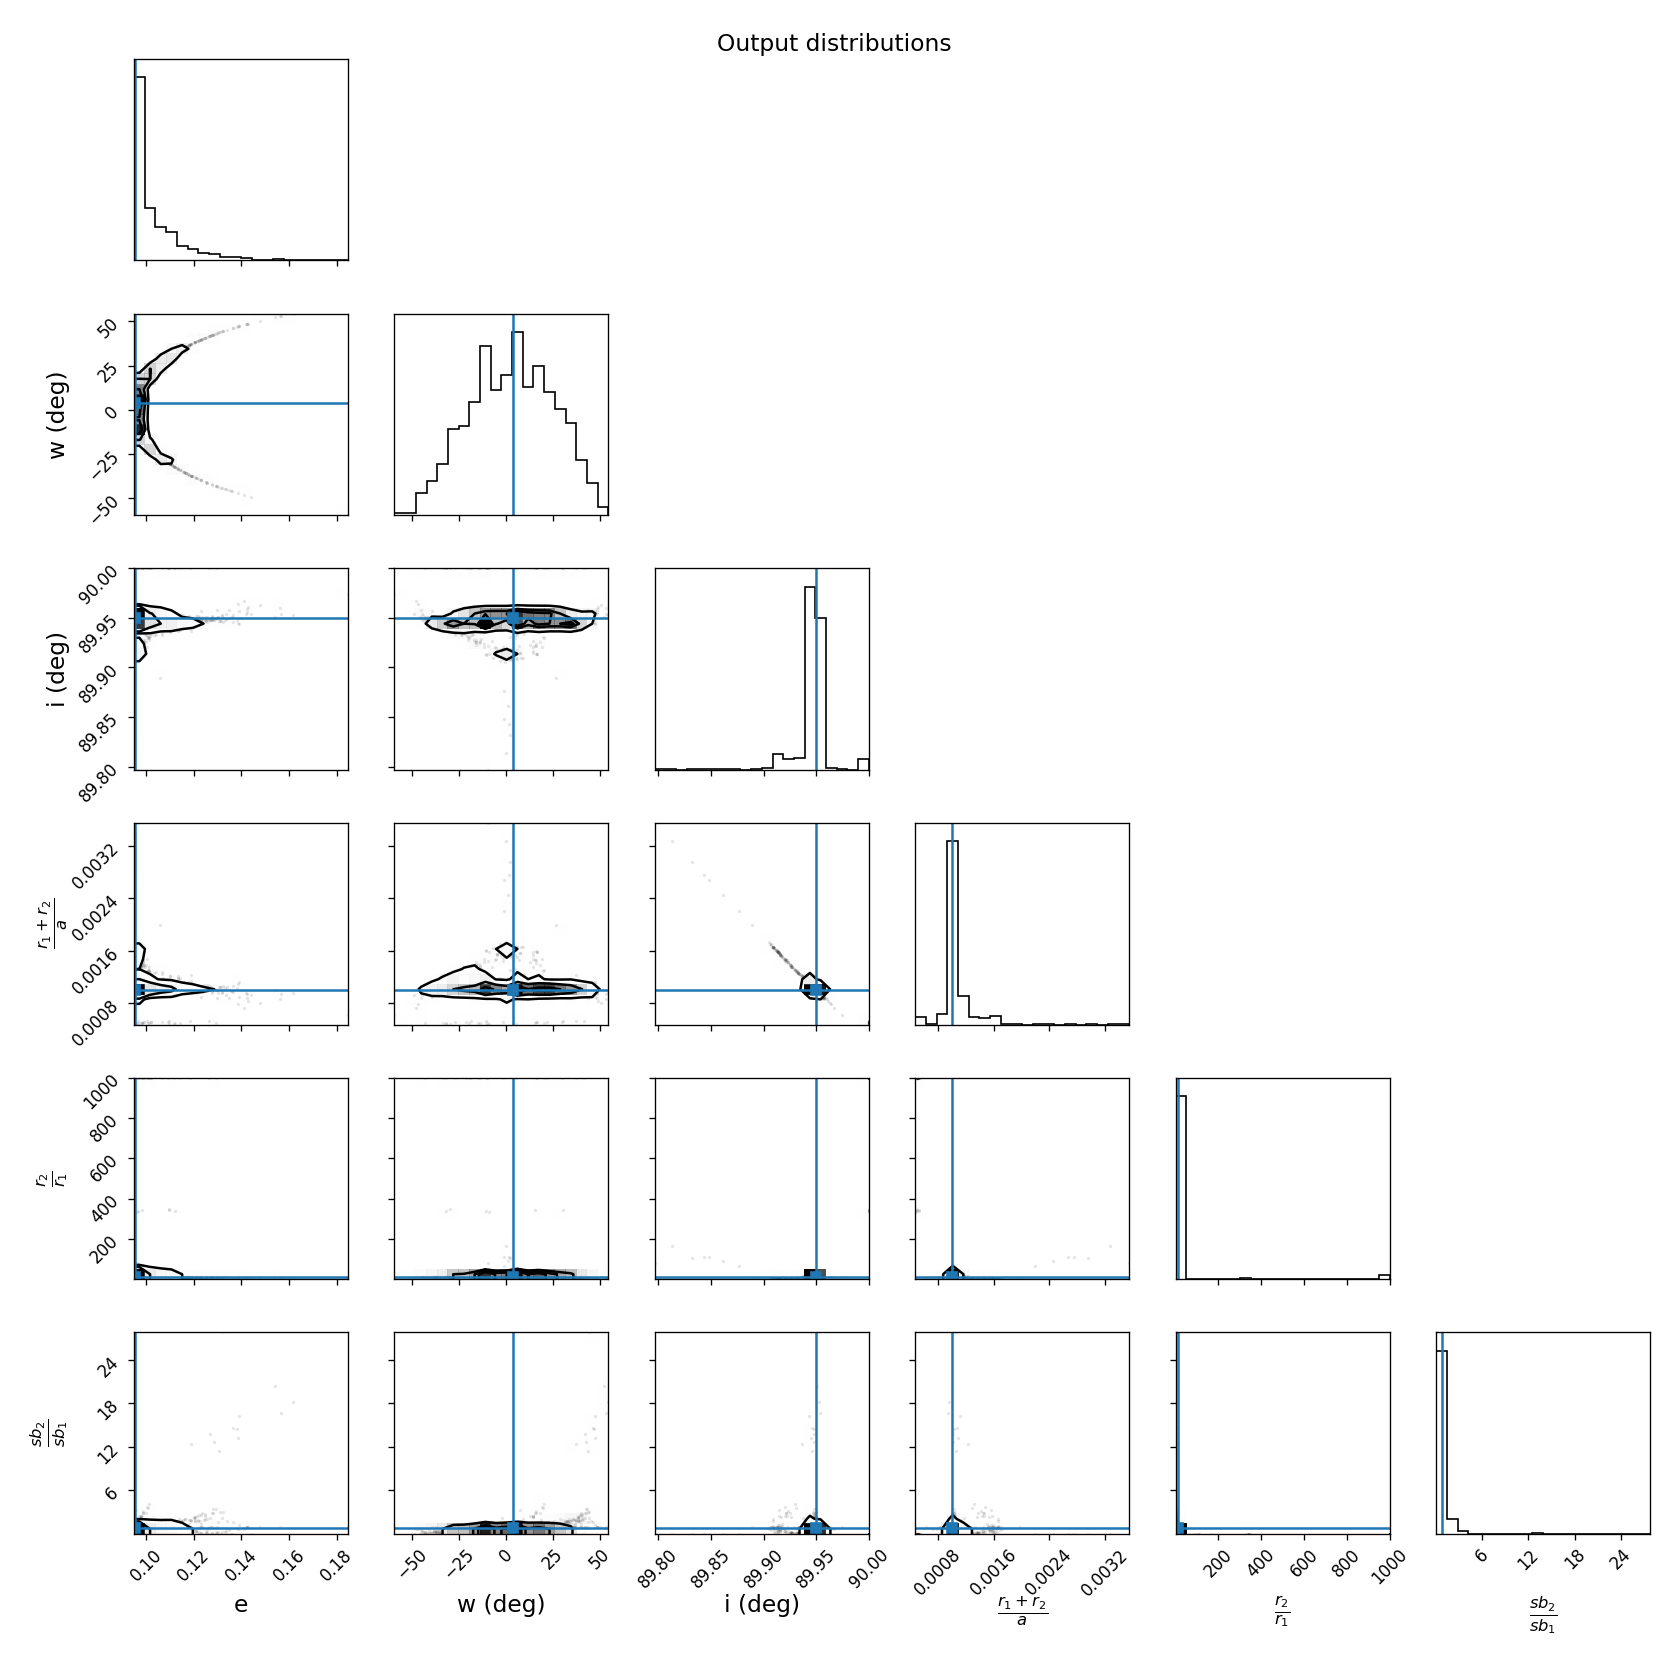 Output distributions
w (deg)
50
25
0
−25
−50
i (deg)
90.00
89.95
89.90
89.85
89.80
r₁ + r₂
a
0.0032
0.0024
0.0016
0.0008
r₂
r₁
1000
800
600
400
200
sb₂
sb₁
24
18
12
6
0.10 0.12 0.14 0.16 0.18
−50 −25 0 25 50
89.80 89.85 89.90 89.95 90.00
0.0008 0.0016 0.0024 0.0032
200 400 600 800 1000
6 12 18 24
e
w (deg)
i (deg)
r₁ + r₂
a
r₂
r₁
sb₂
sb₁